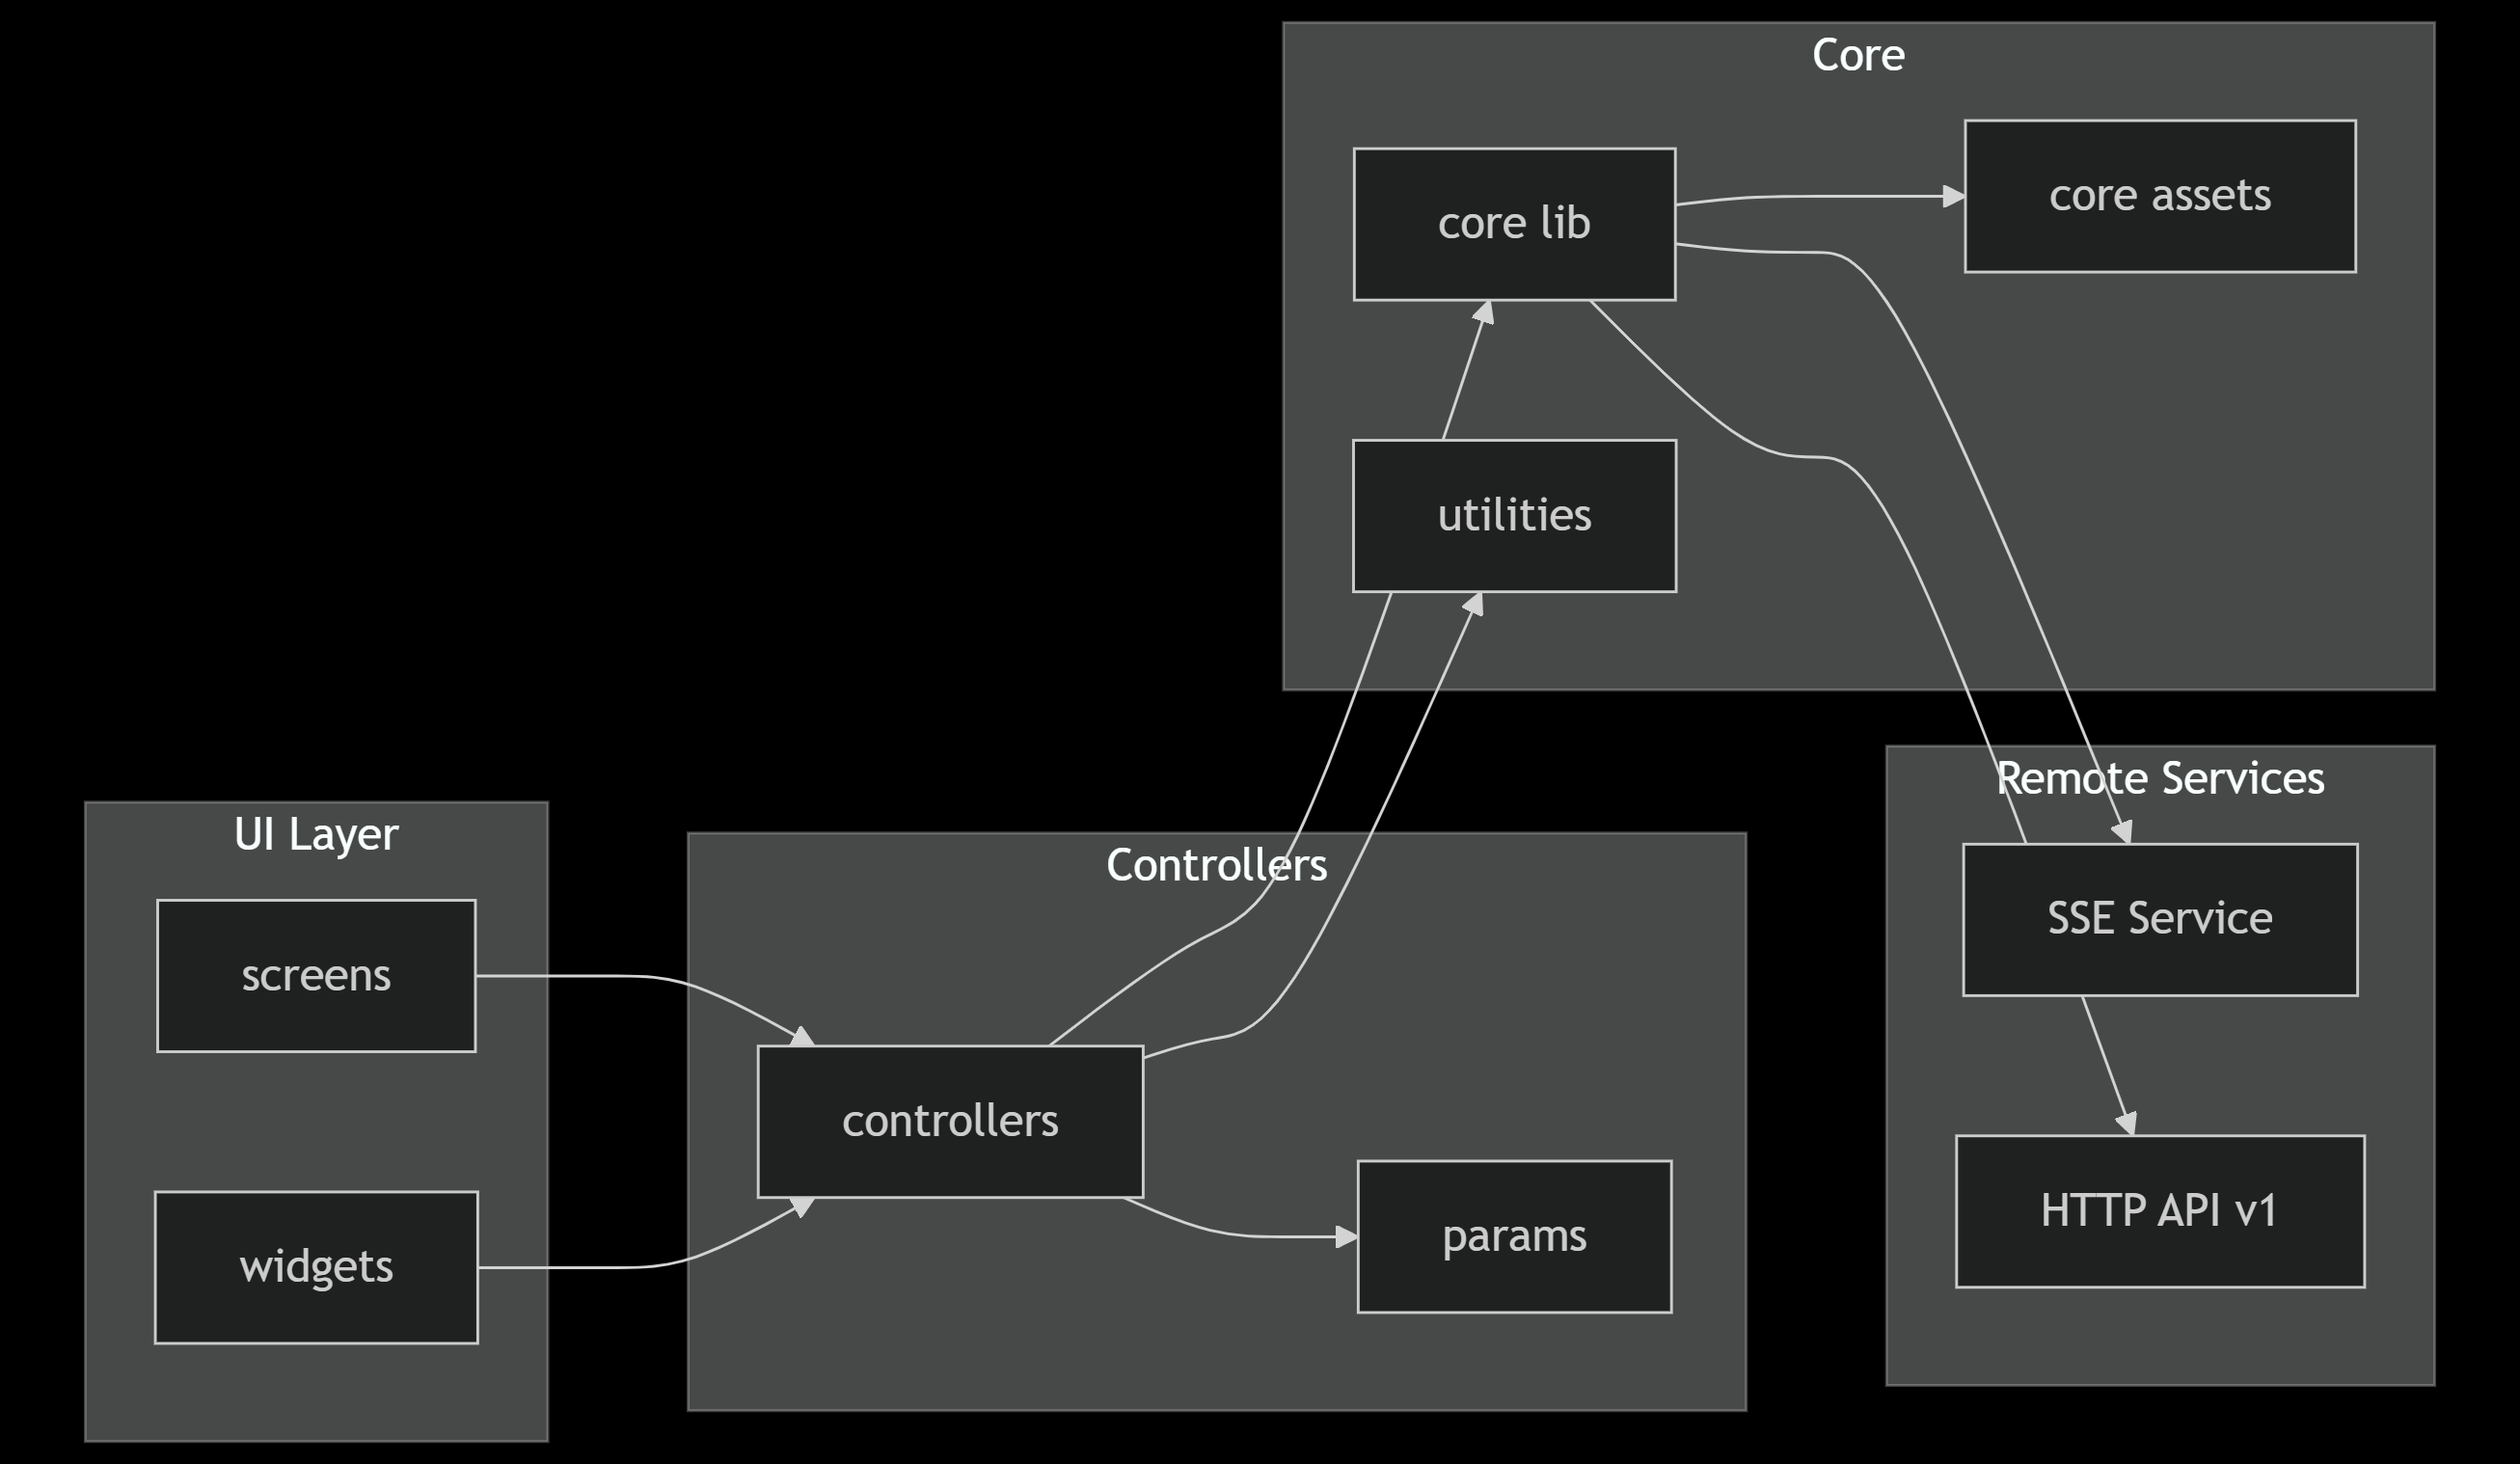 Core
core lib
core assets
utilities
Remote Services
SSE Service
HTTP API v1
UI Layer
screens
widgets
Controllers
controllers
params